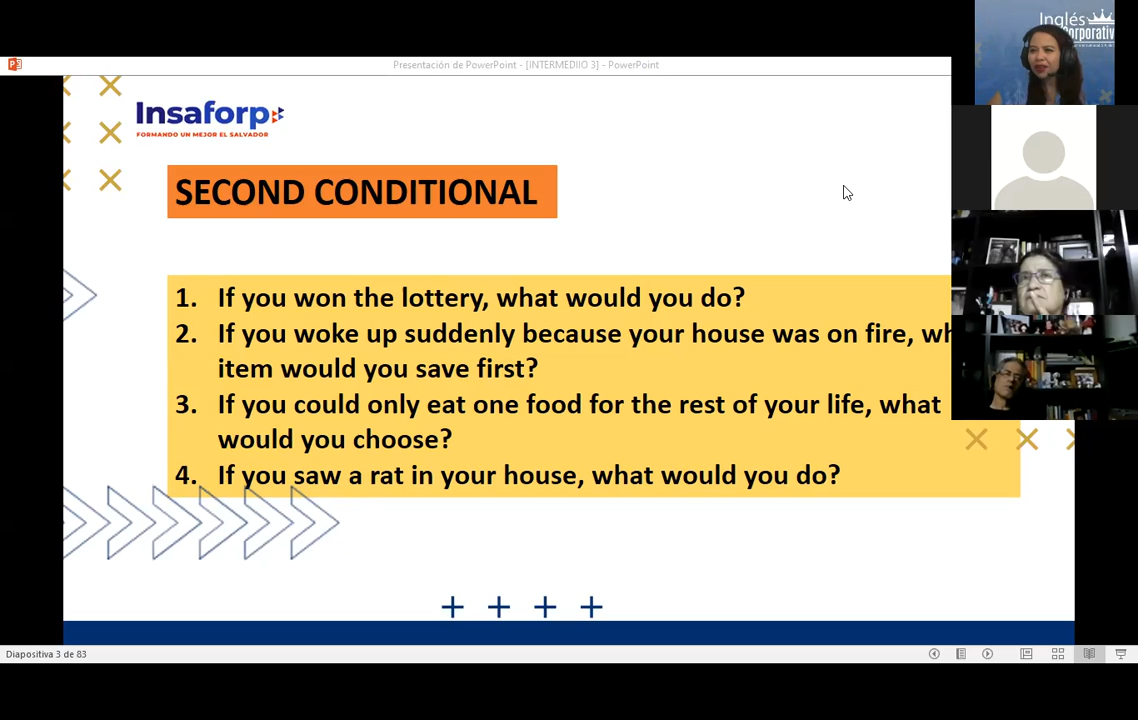 Inglés
Corporativo
Presentación de PowerPoint - [INTERMEDIIO 3] - PowerPoint
Insaforp
FORMANDO UN MEJOR EL SALVADOR
SECOND CONDITIONAL
1. If you won the lottery, what would you do?
2. If you woke up suddenly because your house was on fire, wh
item would you save first?
3. If you could only eat one food for the rest of your life, what
would you choose?
4. If you saw a rat in your house, what would you do?
Diapositiva 3 de 83